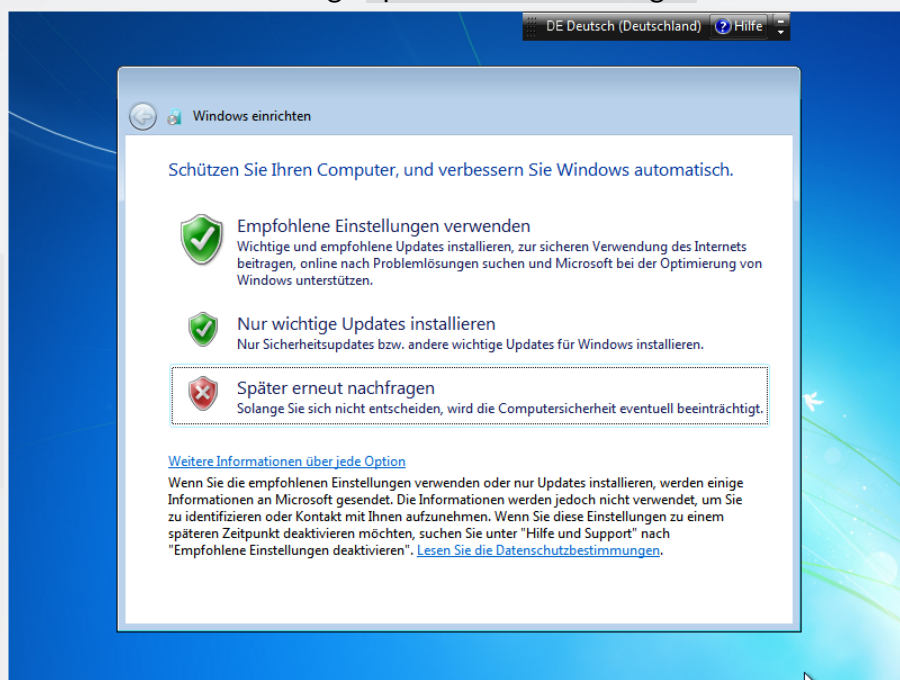 DE Deutsch (Deutschland) Hilfe
Windows einrichten
Schützen Sie Ihren Computer, und verbessern Sie Windows automatisch.
Empfohlene Einstellungen verwenden
Wichtige und empfohlene Updates installieren, zur sicheren Verwendung des Internets
beitragen, online nach Problemlösungen suchen und Microsoft bei der Optimierung von
Windows unterstützen.
Nur wichtige Updates installieren
Nur Sicherheitsupdates bzw. andere wichtige Updates für Windows installieren.
Später erneut nachfragen
Solange Sie sich nicht entscheiden, wird die Computersicherheit eventuell beeinträchtigt.
Weitere Informationen über jede Option
Wenn Sie die empfohlenen Einstellungen verwenden oder nur Updates installieren, werden einige
Informationen an Microsoft gesendet. Die Informationen werden jedoch nicht verwendet, um Sie
zu identifizieren oder Kontakt mit Ihnen aufzunehmen. Wenn Sie diese Einstellungen zu einem
späteren Zeitpunkt deaktivieren möchten, suchen Sie unter "Hilfe und Support" nach
"Empfohlene Einstellungen deaktivieren". Lesen Sie die Datenschutzbestimmungen.